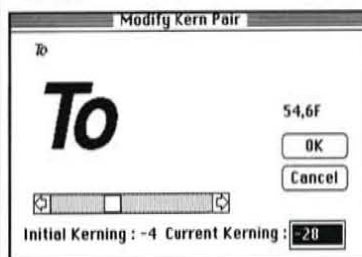 Modify Kern Pair
To
To
54,6F
OK
Cancel
Initial Kerning : -4 Current Kerning : -28